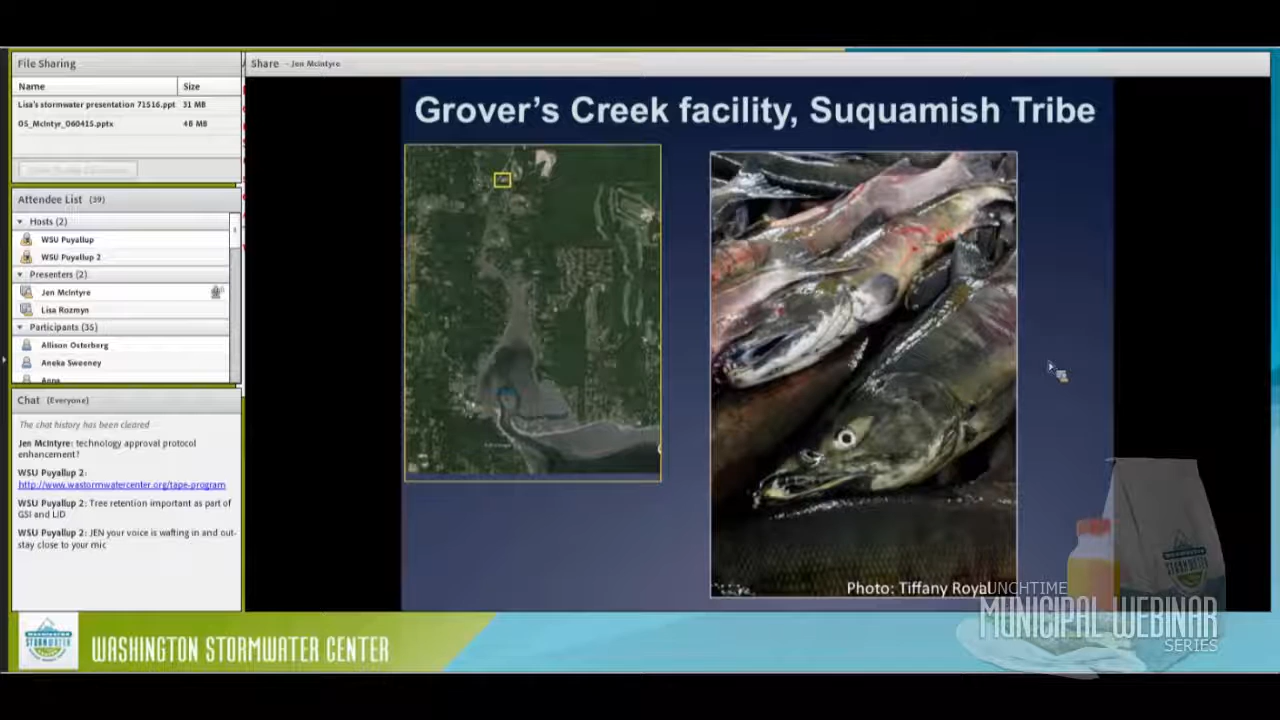 File Sharing
Name Size
Lisa's stormwater presentation 71516.ppt 31 MB
OS_McIntyr_060415.pptx 48 MB
Attendee List (39)
Hosts (2)
WSU Puyallup
WSU Puyallup 2
Presenters (2)
Jen McIntyre
Lisa Rozmyn
Participants (35)
Allison Osterberg
Aneka Sweeney
Anna
Chat (Everyone)
The chat history has been cleared
Jen McIntyre: technology approval protocol
enhancement?
WSU Puyallup 2:
http://www.wastormwatercenter.org/tape-program
WSU Puyallup 2: Tree retention important as part of
GSI and LID
WSU Puyallup 2: JEN your voice is wafting in and out-
stay close to your mic
Share - Jen McIntyre
Grover's Creek facility, Suquamish Tribe
Photo: Tiffany Royal
WASHINGTON
STORMWATER
WASHINGTON STORMWATER CENTER
LUNCHTIME
MUNICIPAL WEBINAR
SERIES